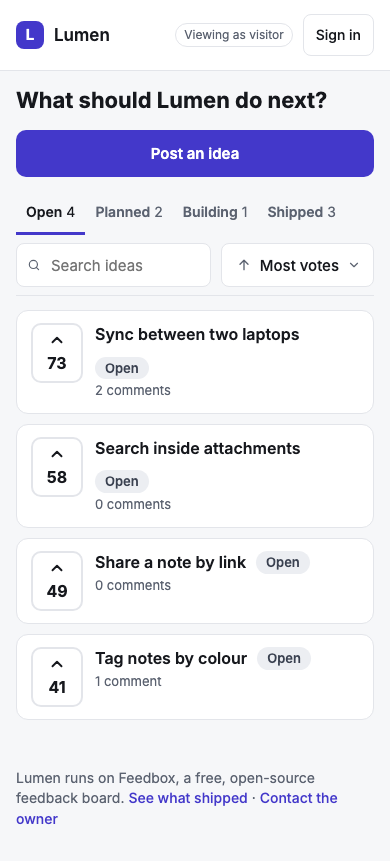 L Lumen Viewing as visitor Sign in
What should Lumen do next?
Post an idea
Open 4 Planned 2 Building 1 Shipped 3
Search ideas Most votes
73 Sync between two laptops
Open
2 comments
58 Search inside attachments
Open
0 comments
49 Share a note by link Open
0 comments
41 Tag notes by colour Open
1 comment
Lumen runs on Feedbox, a free, open-source
feedback board. See what shipped · Contact the
owner